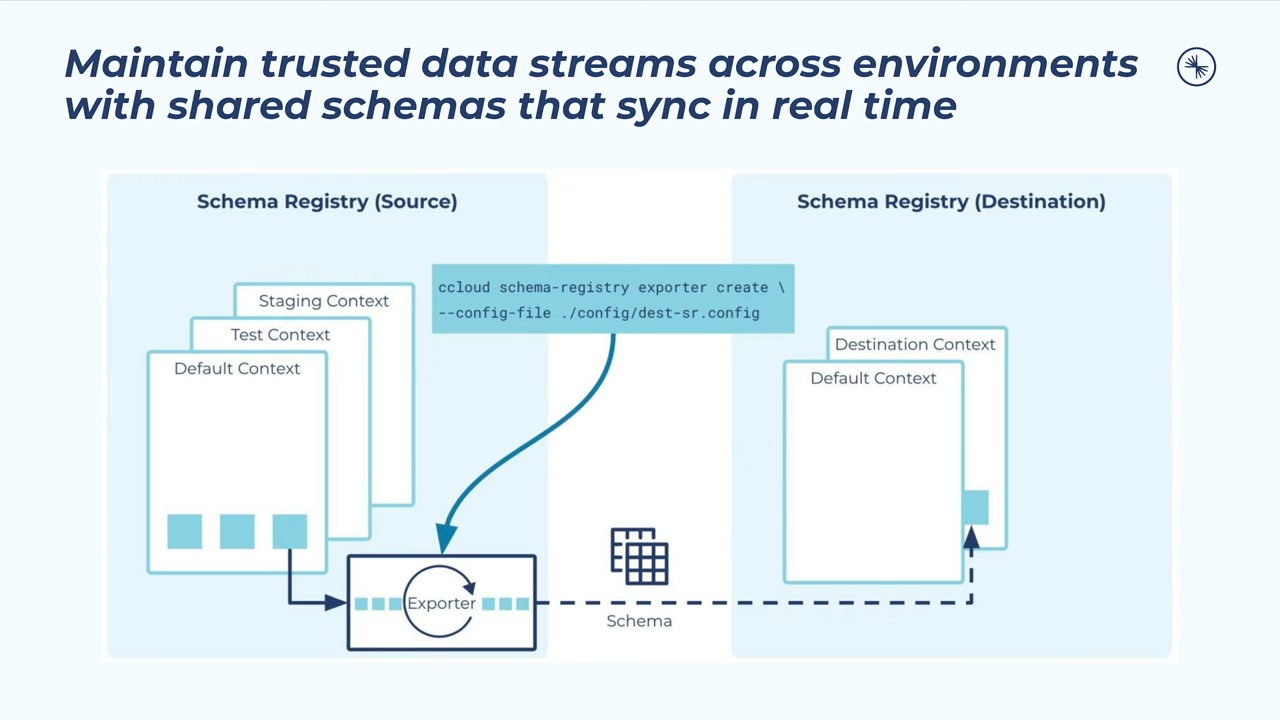 Maintain trusted data streams across environments
with shared schemas that sync in real time
Schema Registry (Source)
Schema Registry (Destination)
ccloud schema-registry exporter create \
--config-file ./config/dest-sr.config
Staging Context
Test Context
Default Context
Destination Context
Default Context
Exporter
Schema